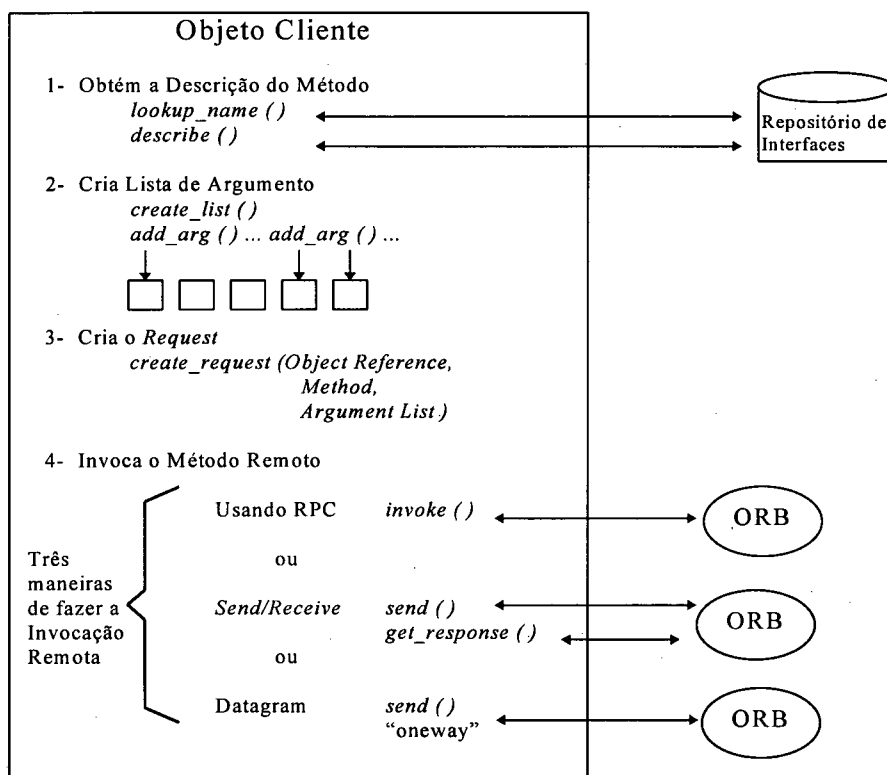 Objeto Cliente
1- Obtém a Descrição do Método
lookup_name ()
describe ()
Repositório de
Interfaces
2- Cria Lista de Argumento
create_list ()
add_arg () ... add_arg () ...
3- Cria o Request
create_request (Object Reference,
Method,
Argument List )
4- Invoca o Método Remoto
Três
maneiras
de fazer a
Invocação
Remota
Usando RPC invoke () ORB
ou
Send/Receive send () ORB
get_response ()
ou
Datagram send () ORB
"oneway"